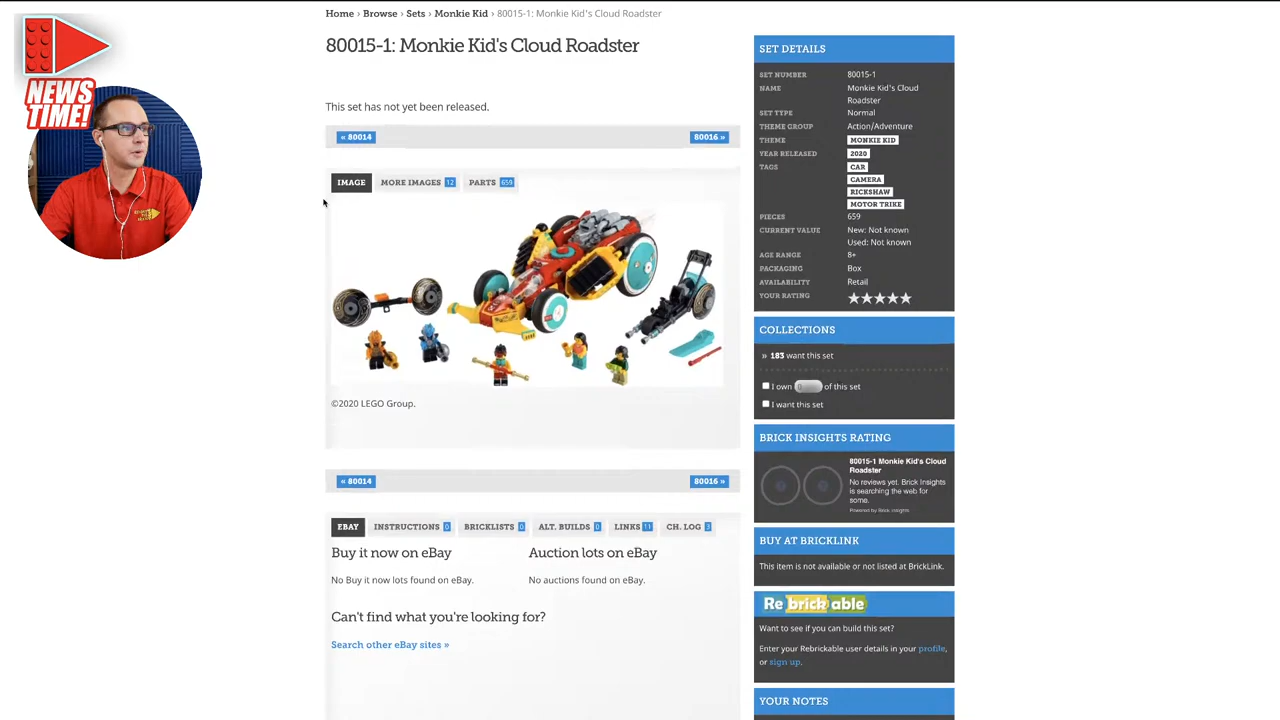 NEWS
TIME!
Home › Browse › Sets › Monkie Kid › 80015-1: Monkie Kid's Cloud Roadster
80015-1: Monkie Kid's Cloud Roadster
This set has not yet been released.
« 80014
80016 »
IMAGE
MORE IMAGES 12
PARTS 659
©2020 LEGO Group.
« 80014
80016 »
EBAY
INSTRUCTIONS 0
BRICKLISTS 0
ALT. BUILDS 0
LINKS 11
CH. LOG 3
Buy it now on eBay
No Buy it now lots found on eBay.
Auction lots on eBay
No auctions found on eBay.
Can't find what you're looking for?
Search other eBay sites »
SET DETAILS
SET NUMBER 80015-1
NAME Monkie Kid's Cloud
Roadster
SET TYPE Normal
THEME GROUP Action/Adventure
THEME MONKIE KID
YEAR RELEASED 2020
TAGS CAR
CAMERA
RICKSHAW
MOTOR TRIKE
PIECES 659
CURRENT VALUE New: Not known
Used: Not known
AGE RANGE 8+
PACKAGING Box
AVAILABILITY Retail
YOUR RATING ★★★★★
COLLECTIONS
» 183 want this set
I own of this set
I want this set
BRICK INSIGHTS RATING
80015-1 Monkie Kid's Cloud
Roadster
No reviews yet. Brick Insights
is searching the web for
some.
Powered by Brick Insights
BUY AT BRICKLINK
This item is not available or not listed at BrickLink.
Rebrickable
Want to see if you can build this set?
Enter your Rebrickable user details in your profile,
or sign up.
YOUR NOTES